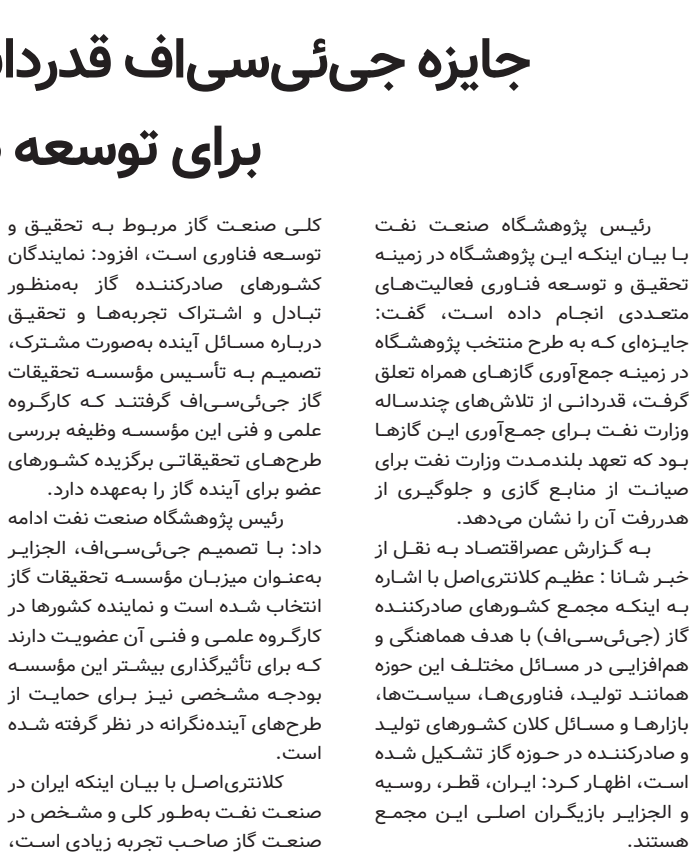 جایزه جی‌ئی‌سی‌اف
برای توسعه
رئیس پژوهشگاه صنعت نفت
با بیان اینکه این پژوهشگاه در زمینه
تحقیق و توسعه فناوری فعالیت‌های
متعددی انجام داده است، گفت:
جایزه‌ای که به طرح منتخب پژوهشگاه
در زمینه جمع‌آوری گازهای همراه تعلق
گرفت، قدردانی از تلاش‌های چندساله
وزارت نفت برای جمع‌آوری این گازها
بود که تعهد بلندمدت وزارت نفت برای
صیانت از منابع گازی و جلوگیری از
هدررفت آن را نشان می‌دهد.
به گزارش عصراقتصاد به نقل از
خبر شانا : عظیم کلانتری‌اصل با اشاره
به اینکه مجمع کشورهای صادرکننده
گاز (جی‌ئی‌سی‌اف) با هدف هماهنگی و
هم‌افزایی در مسائل مختلف این حوزه
همانند تولید، فناوری‌ها، سیاست‌ها،
بازارها و مسائل کلان کشورهای تولید
و صادرکننده در حوزه گاز تشکیل شده
است، اظهار کرد: ایران، قطر، روسیه
و الجزایر بازیگران اصلی این مجمع
هستند.
کلی صنعت گاز مربوط به تحقیق و
توسعه فناوری است، افزود: نمایندگان
کشورهای صادرکننده گاز به‌منظور
تبادل و اشتراک تجربه‌ها و تحقیق
درباره مسائل آینده به‌صورت مشترک،
تصمیم به تأسیس مؤسسه تحقیقات
گاز جی‌ئی‌سی‌اف گرفتند که کارگروه
علمی و فنی این مؤسسه وظیفه بررسی
طرح‌های تحقیقاتی برگزیده کشورهای
عضو برای آینده گاز را به‌عهده دارد.
رئیس پژوهشگاه صنعت نفت ادامه
داد: با تصمیم جی‌ئی‌سی‌اف، الجزایر
به‌عنوان میزبان مؤسسه تحقیقات گاز
انتخاب شده است و نماینده کشورها در
کارگروه علمی و فنی آن عضویت دارند
که برای تأثیرگذاری بیشتر این مؤسسه
بودجه مشخصی نیز برای حمایت از
طرح‌های آینده‌نگرانه در نظر گرفته شده
است.
کلانتری‌اصل با بیان اینکه ایران در
صنعت نفت به‌طور کلی و مشخص در
صنعت گاز صاحب تجربه زیادی است،